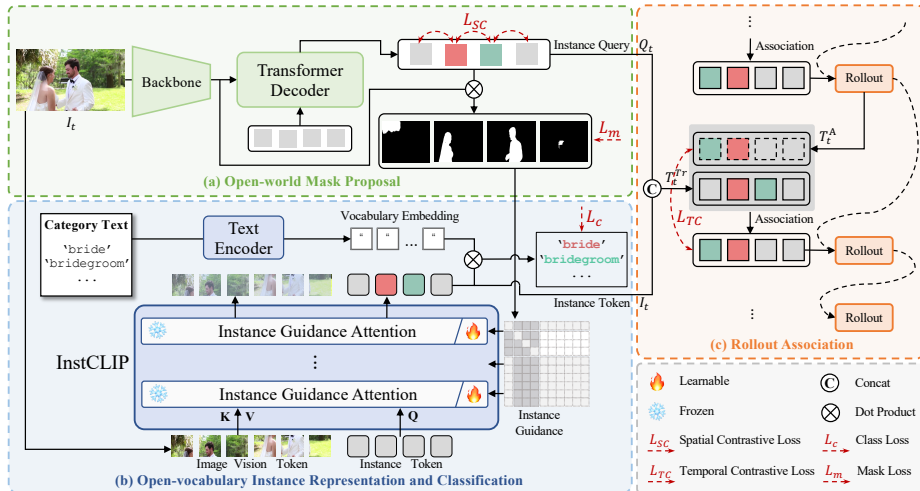 L_SC
Instance Query Q_t
Backbone
Transformer
Decoder
I_t
L_m
(a) Open-world Mask Proposal
Category Text
'bride'
'bridegroom'
...
Text
Encoder
Vocabulary Embedding
“ “ ... “
L_c
'bride'
'bridegroom'
...
Instance Token I_t
InstCLIP
Instance Guidance Attention
⋮
Instance Guidance Attention
K V Q
Instance
Guidance
Image Vision Token
Instance Token
(b) Open-vocabulary Instance Representation and Classification
⋮
Association
Rollout
T_t^A
C
T_t^Tr
L_TC
Association
Rollout
⋮
Rollout
(c) Rollout Association
Learnable
C Concat
Frozen
Dot Product
L_SC Spatial Contrastive Loss
L_c Class Loss
L_TC Temporal Contrastive Loss
L_m Mask Loss